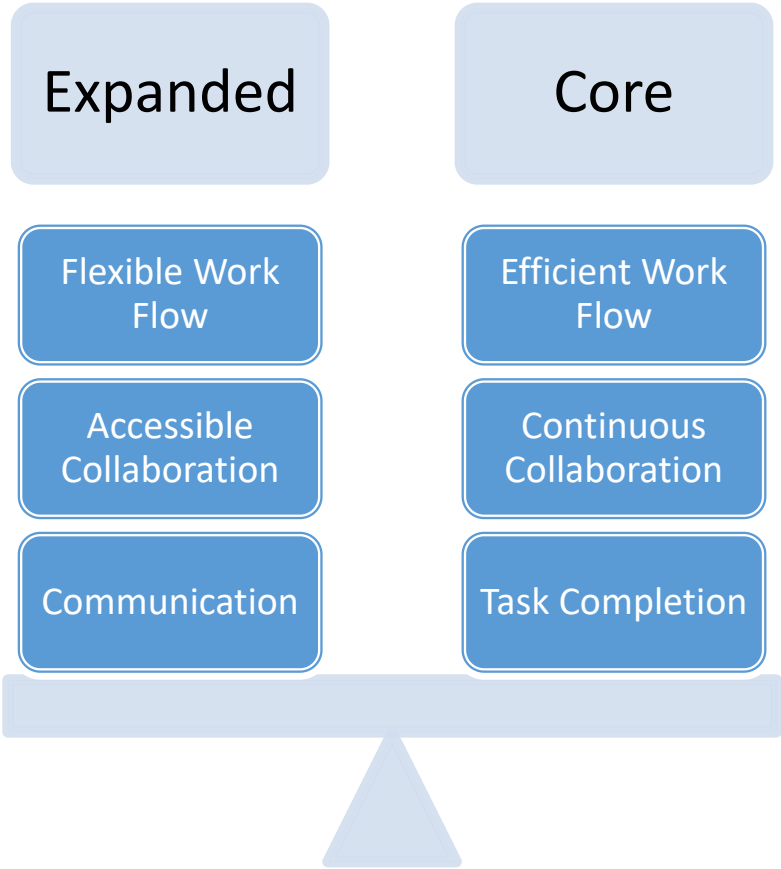 Expanded
Core
Flexible Work
Flow
Accessible
Collaboration
Communication
Efficient Work
Flow
Continuous
Collaboration
Task Completion